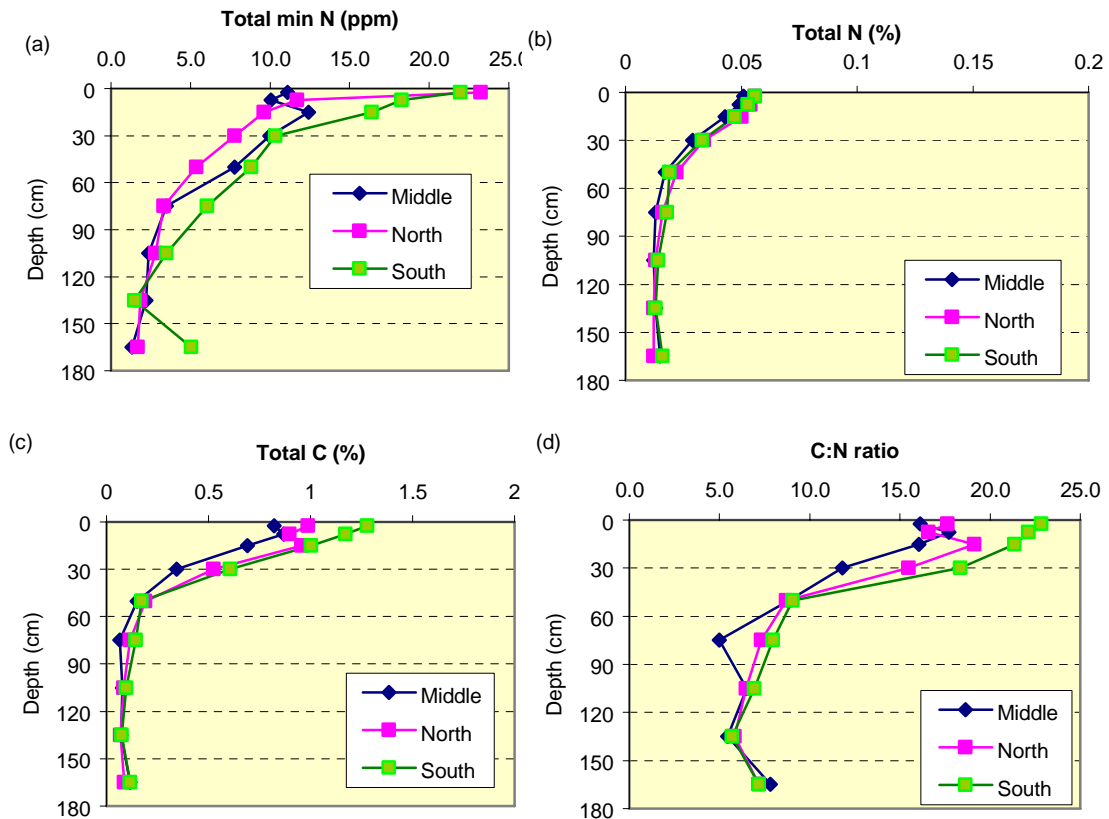 Total min N (ppm)
(a)
0.0 5.0 10.0 15.0 20.0 25.0
0
30
60
90
120
150
180
Depth (cm)
Middle
North
South
Total N (%)
(b)
0 0.05 0.1 0.15 0.2
0
30
60
90
120
150
180
Depth (cm)
Middle
North
South
Total C (%)
(c)
0 0.5 1 1.5 2
0
30
60
90
120
150
180
Depth (cm)
Middle
North
South
C:N ratio
(d)
0.0 5.0 10.0 15.0 20.0 25.0
0
30
60
90
120
150
180
Depth (cm)
Middle
North
South